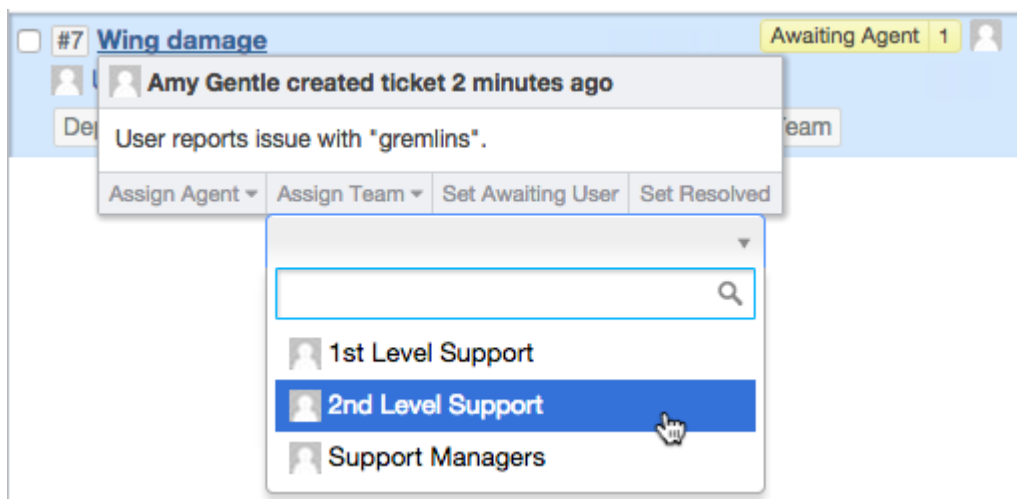 #7 Wing damage Awaiting Agent 1
Amy Gentle created ticket 2 minutes ago
User reports issue with "gremlins".
Assign Agent Assign Team Set Awaiting User Set Resolved
1st Level Support
2nd Level Support
Support Managers